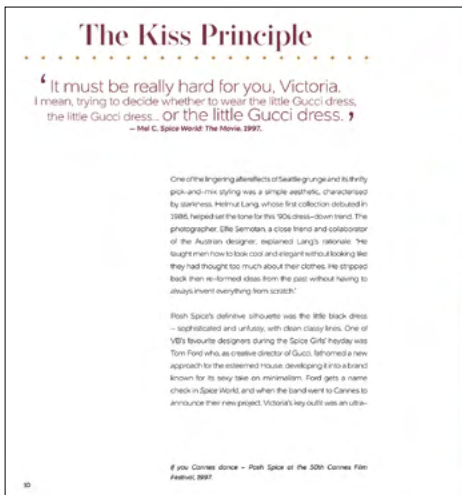 The Kiss Principle
‘It must be really hard for you, Victoria.
I mean, trying to decide whether to wear the little Gucci dress,
the little Gucci dress... or the little Gucci dress.’
— Mel C, Spice World: The Movie, 1997.
One of the lingering aftereffects of Seattle grunge and its thrifty
pick-and-mix styling was a simple aesthetic, characterised
by starkness. Helmut Lang, whose first collection debuted in
1986, helped set the tone for this '90s dress-down trend. The
photographer, Elfie Semotan, a close friend and collaborator
of the Austrian designer, explained Lang's rationale: "He
taught men how to look cool and elegant without looking like
they had thought too much about their clothes. He stripped
back then re-formed ideas from the past without having to
always invent everything from scratch."
Posh Spice's definitive silhouette was the little black dress
– sophisticated and unfussy, with clean classy lines. One of
VB's favourite designers during the Spice Girls' heyday was
Tom Ford who, as creative director of Gucci, fathomed a new
approach for the esteemed House, developing it into a brand
known for its sexy take on minimalism. Ford gets a name
check in Spice World, and when the band went to Cannes to
announce their new project, Victoria's key outfit was an ultra-
If you Cannes dance – Posh Spice at the 50th Cannes Film
Festival, 1997.